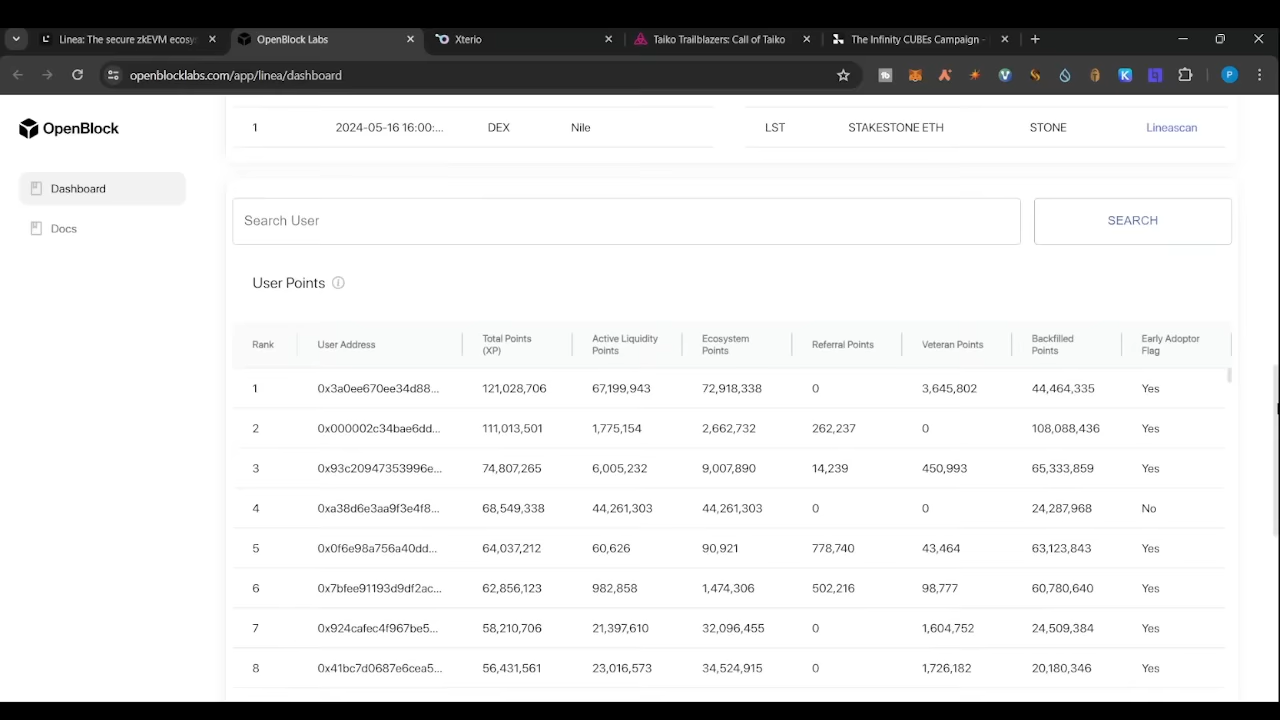 Linea: The secure zkEVM ecosy
OpenBlock Labs
Xterio
Taiko Trailblazers: Call of Taiko
The Infinity CUBEs Campaign -
openblocklabs.com/app/linea/dashboard
P
OpenBlock
Dashboard
Docs
1 2024-05-16 16:00:... DEX Nile LST STAKESTONE ETH STONE Lineascan
Search User SEARCH
User Points
Rank User Address Total Points (XP) Active Liquidity Points Ecosystem Points Referral Points Veteran Points Backfilled Points Early Adoptor Flag
1 0x3a0ee670ee34d88... 121,028,706 67,199,943 72,918,338 0 3,645,802 44,464,335 Yes
2 0x000002c34bae6dd... 111,013,501 1,775,154 2,662,732 262,237 0 108,088,436 Yes
3 0x93c20947353996e... 74,807,265 6,005,232 9,007,890 14,239 450,993 65,333,859 Yes
4 0xa38d6e3aa9f3e4f8... 68,549,338 44,261,303 44,261,303 0 0 24,287,968 No
5 0x0f6e98a756a40dd... 64,037,212 60,626 90,921 778,740 43,464 63,123,843 Yes
6 0x7bfee91193d9df2ac... 62,856,123 982,858 1,474,306 502,216 98,777 60,780,640 Yes
7 0x924cafec4f967be5... 58,210,706 21,397,610 32,096,455 0 1,604,752 24,509,384 Yes
8 0x41bc7d0687e6cea5... 56,431,561 23,016,573 34,524,915 0 1,726,182 20,180,346 Yes